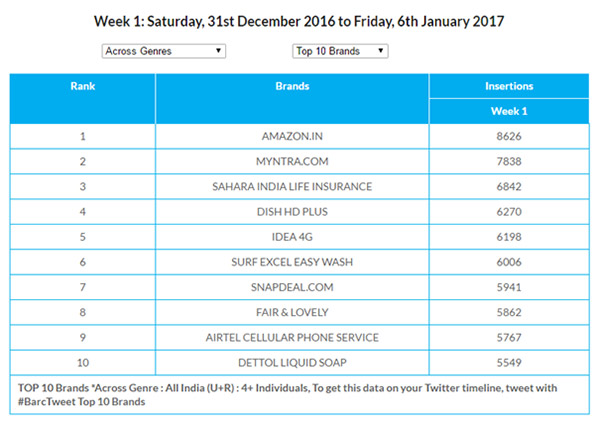 Week 1: Saturday, 31st December 2016 to Friday, 6th January 2017
Across Genres Top 10 Brands
Rank Brands Insertions
Week 1
1 AMAZON.IN 8626
2 MYNTRA.COM 7838
3 SAHARA INDIA LIFE INSURANCE 6842
4 DISH HD PLUS 6270
5 IDEA 4G 6198
6 SURF EXCEL EASY WASH 6006
7 SNAPDEAL.COM 5941
8 FAIR & LOVELY 5862
9 AIRTEL CELLULAR PHONE SERVICE 5767
10 DETTOL LIQUID SOAP 5549
TOP 10 Brands *Across Genre : All India (U+R) : 4+ Individuals, To get this data on your Twitter timeline, tweet with
#BarcTweet Top 10 Brands